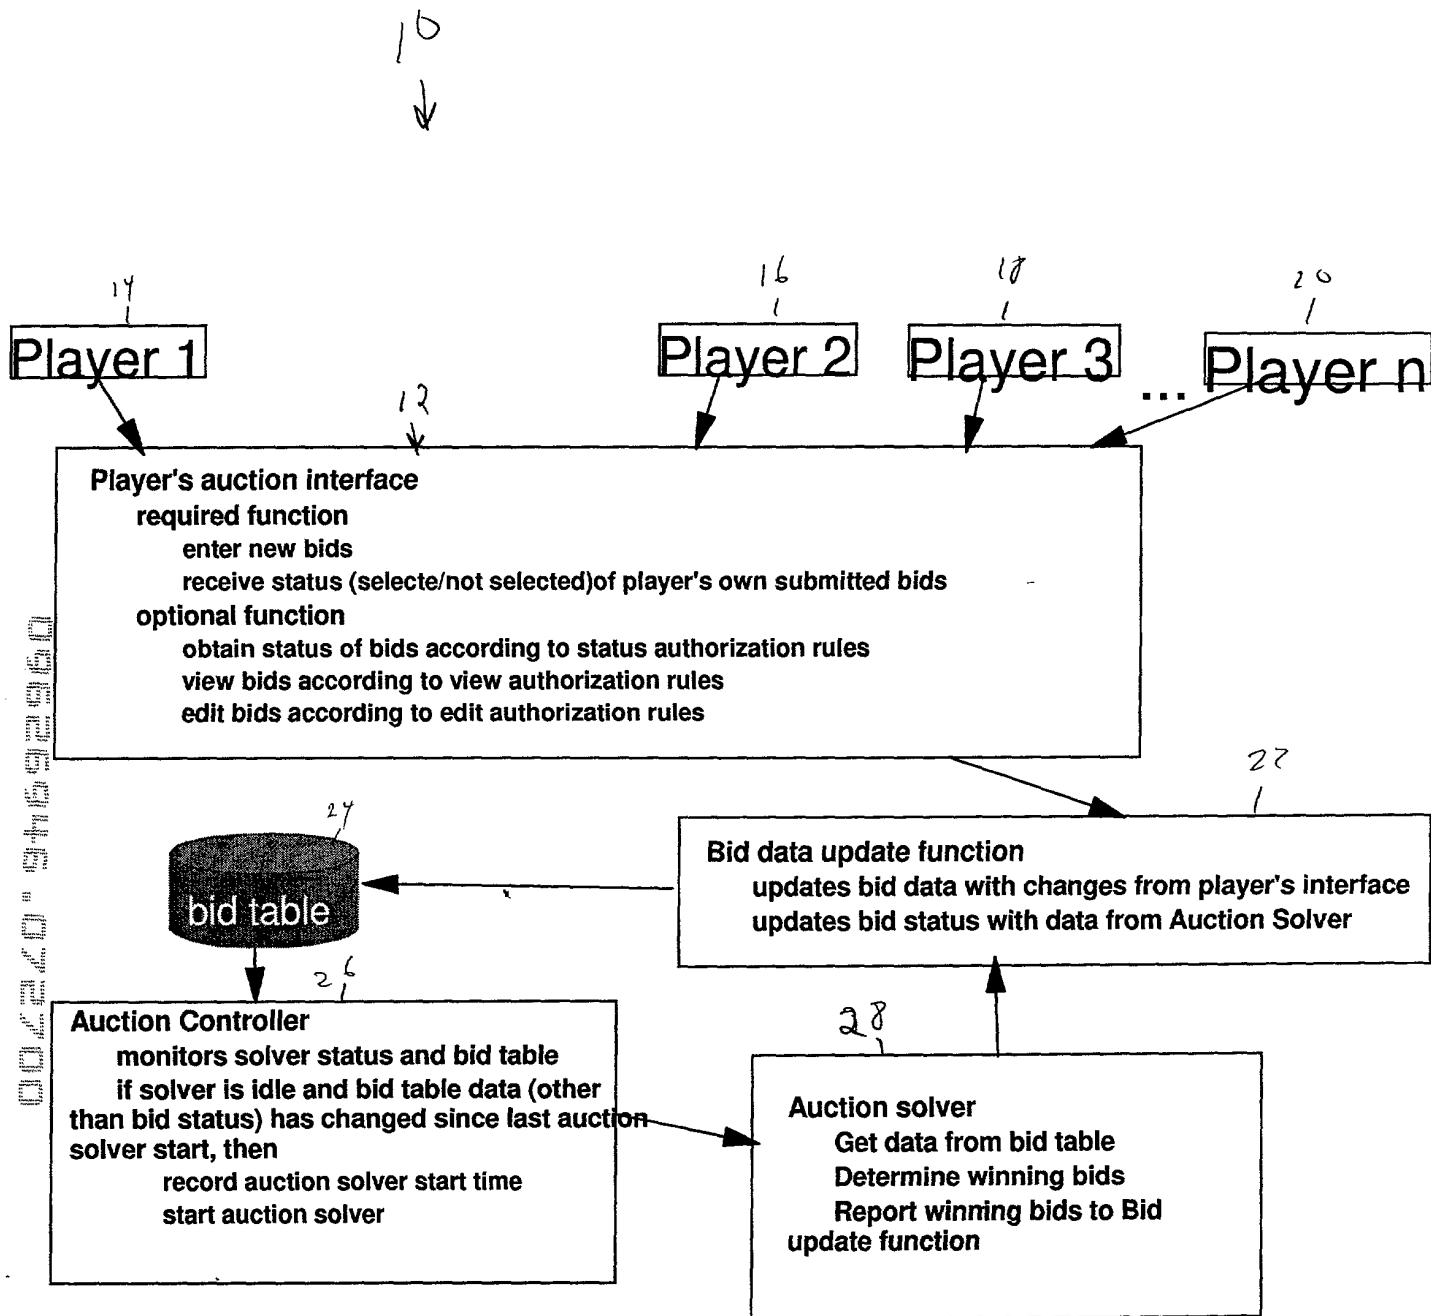 10
14
16
18
20
Player 1
Player 2
Player 3
...
Player n
12
Player's auction interface
required function
enter new bids
receive status (selecte/not selected)of player's own submitted bids
optional function
obtain status of bids according to status authorization rules
view bids according to view authorization rules
edit bids according to edit authorization rules
22
24
bid table
Bid data update function
updates bid data with changes from player's interface
updates bid status with data from Auction Solver
26
Auction Controller
monitors solver status and bid table
if solver is idle and bid table data (other
than bid status) has changed since last auction
solver start, then
record auction solver start time
start auction solver
28
Auction solver
Get data from bid table
Determine winning bids
Report winning bids to Bid
update function
09626946.072700